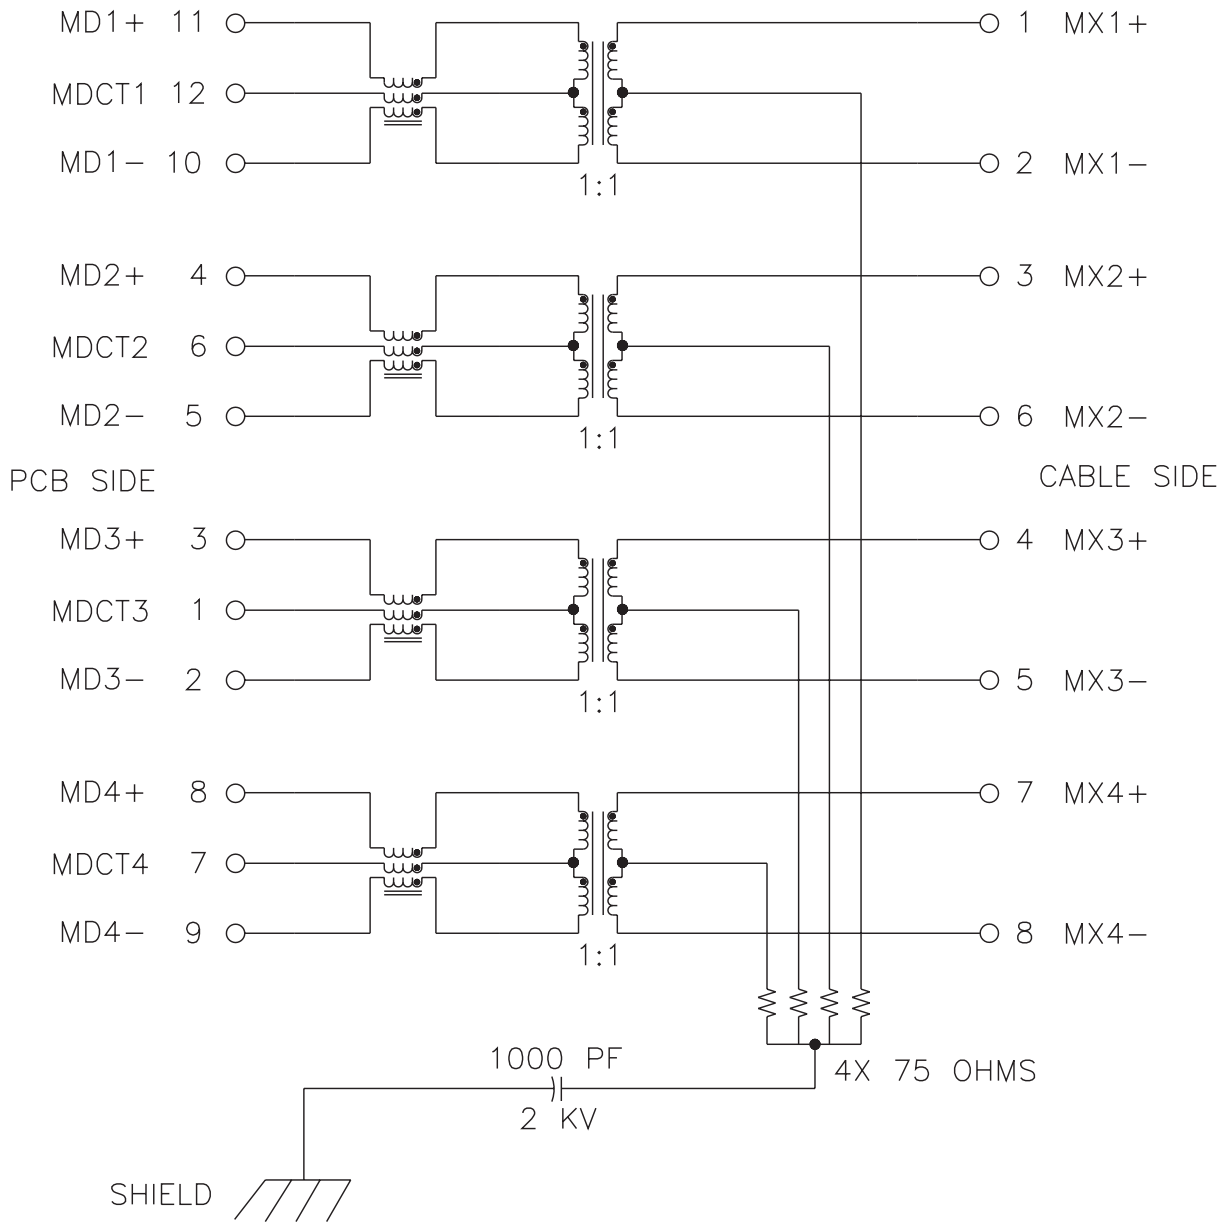 MD1+ 11 1 MX1+
MDCT1 12
MD1- 10 2 MX1-
1:1
MD2+ 4 3 MX2+
MDCT2 6
MD2- 5 6 MX2-
1:1
PCB SIDE CABLE SIDE
MD3+ 3 4 MX3+
MDCT3 1
MD3- 2 5 MX3-
1:1
MD4+ 8 7 MX4+
MDCT4 7
MD4- 9 8 MX4-
1:1
1000 PF
4X 75 OHMS
2 KV
SHIELD